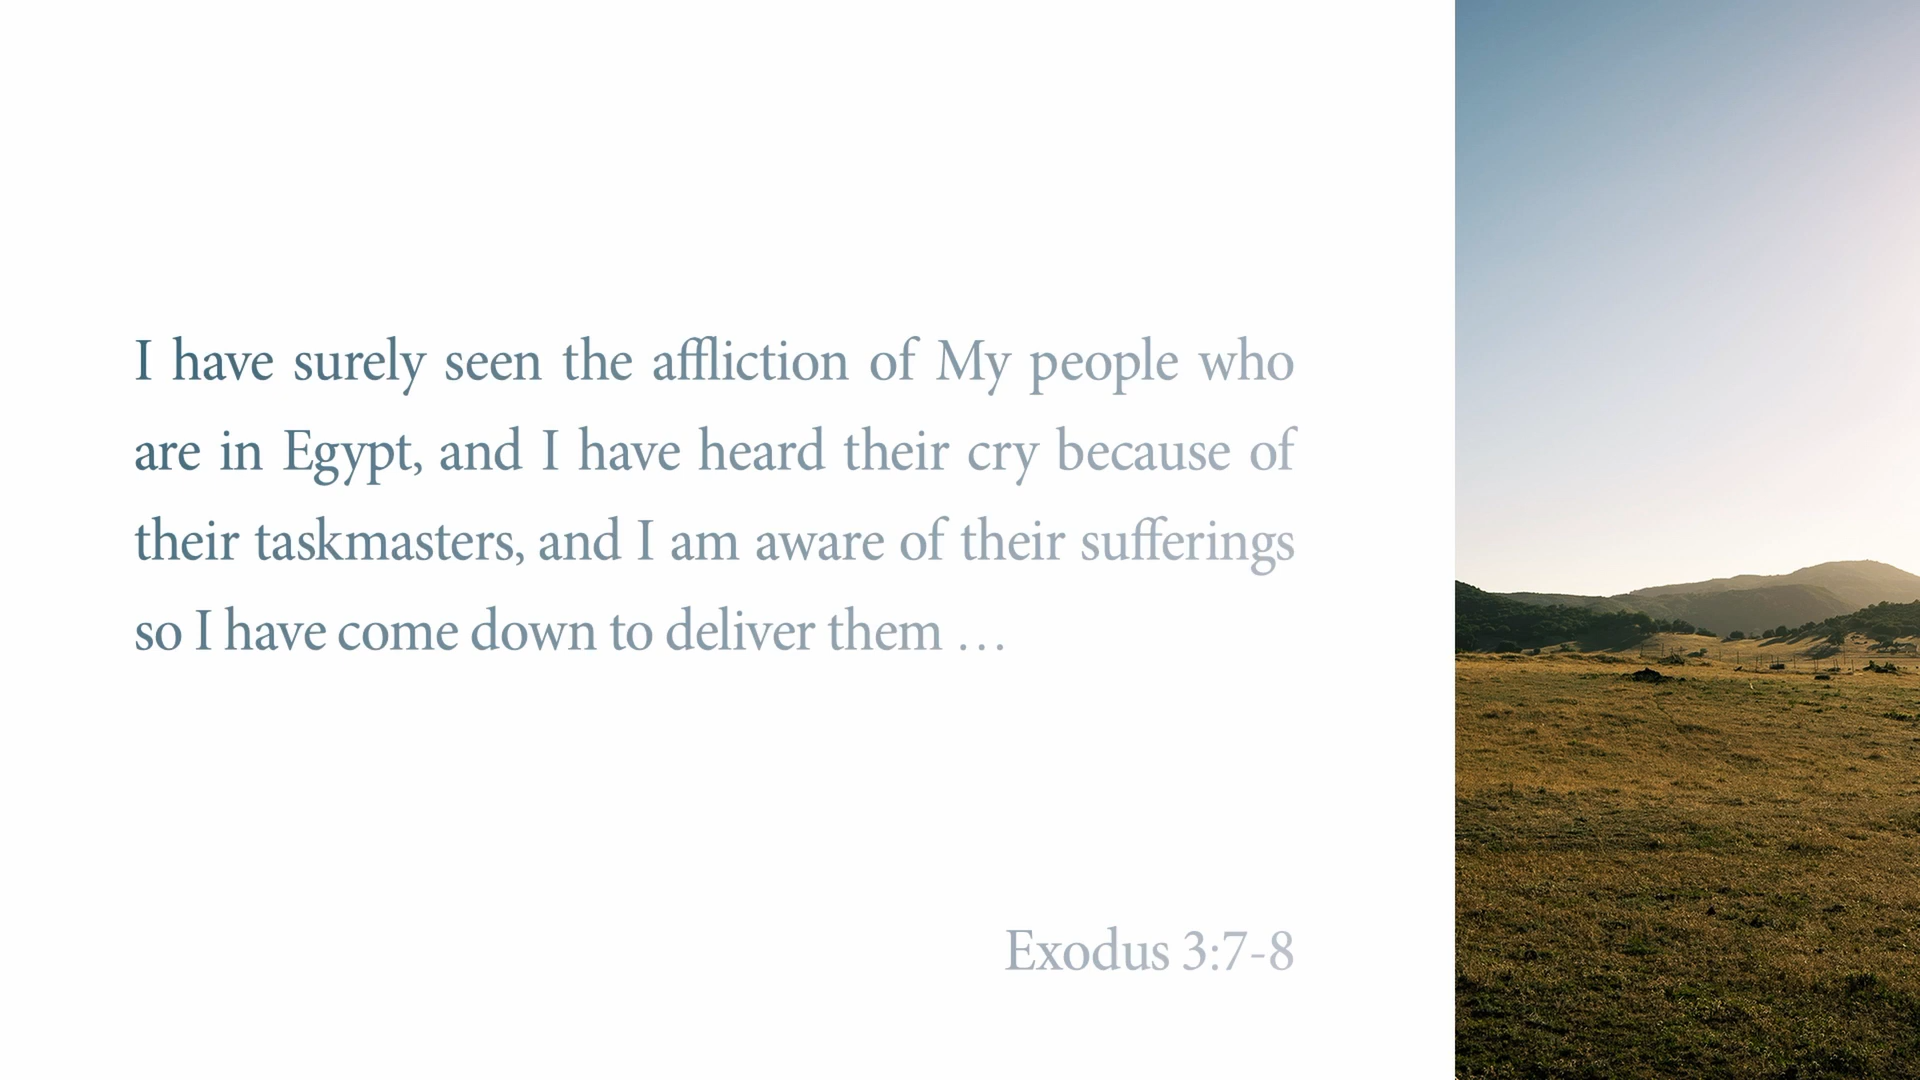 I have surely seen the affliction of My people who
are in Egypt, and I have heard their cry because of
their taskmasters, and I am aware of their sufferings
so I have come down to deliver them …
Exodus 3:7-8